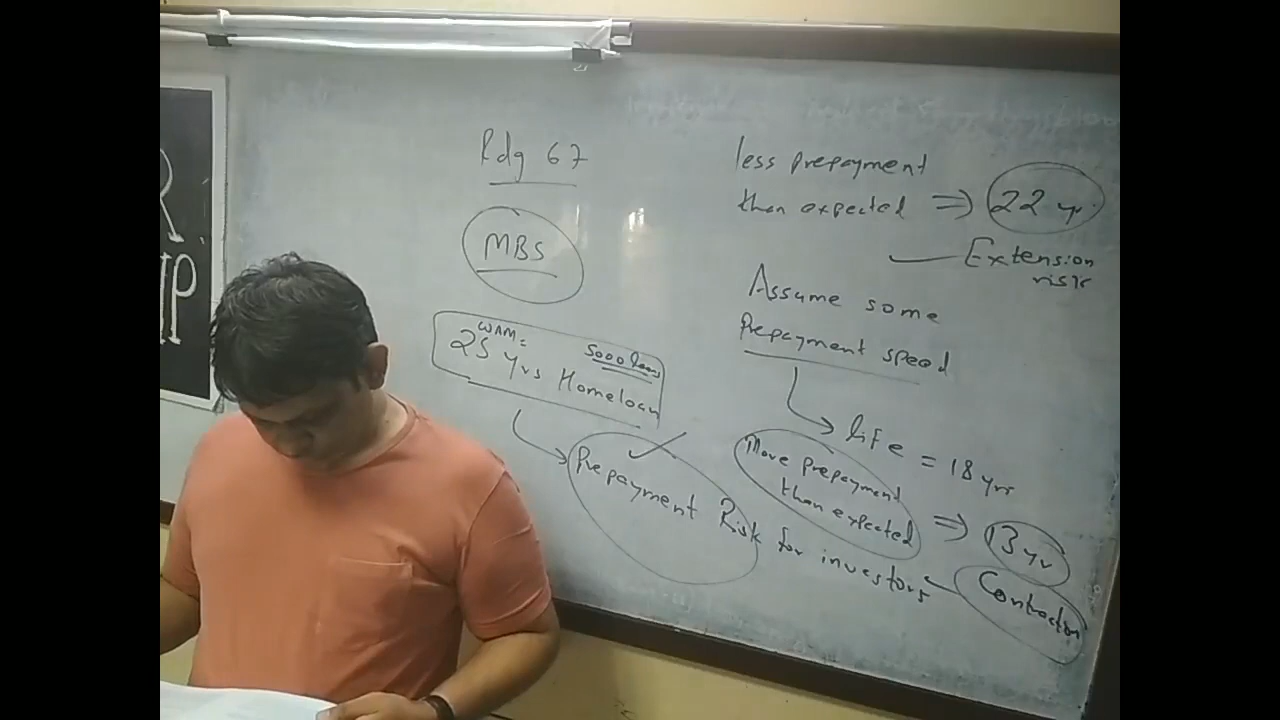 Rdg 67
MBS
WAM =
25 Yrs Homeloan
5000 loans
Prepayment Risk for investors
less prepayment
than expected ⇒ 22 yr.
Extension
risk
Assume some
Prepayment speed
life = 18 yrs
More prepayment
than expected ⇒ 13 yr
Contraction
R
IP